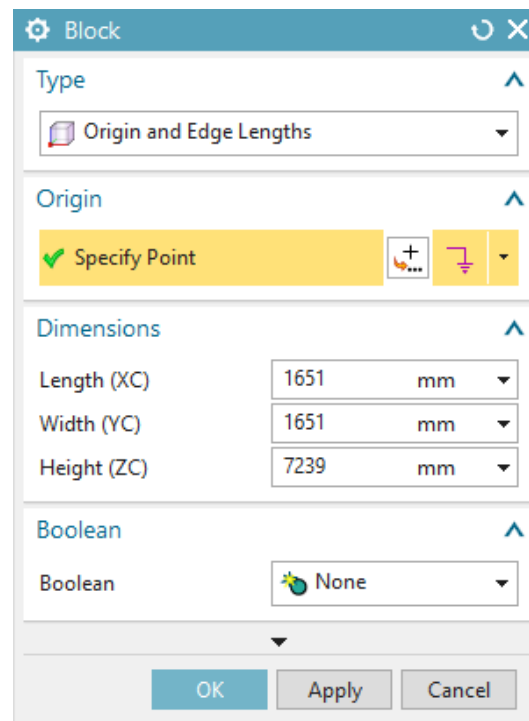 Block
Type
Origin and Edge Lengths
Origin
Specify Point
Dimensions
Length (XC) 1651 mm
Width (YC) 1651 mm
Height (ZC) 7239 mm
Boolean
Boolean None
OK Apply Cancel